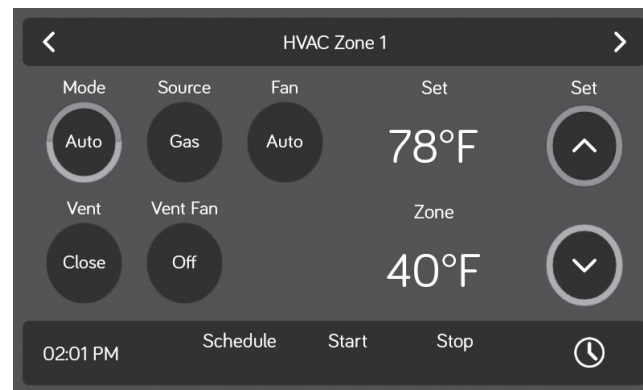 HVAC Zone 1
Mode Source Fan Set Set
Auto Gas Auto 78°F
Vent Vent Fan Zone
Close Off 40°F
02:01 PM Schedule Start Stop